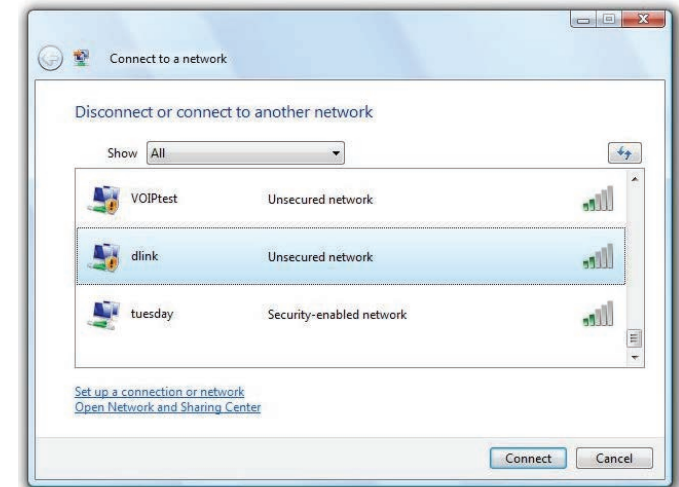 Connect to a network
Disconnect or connect to another network
Show All
VOIPtest Unsecured network
dlink Unsecured network
tuesday Security-enabled network
Set up a connection or network
Open Network and Sharing Center
Connect Cancel